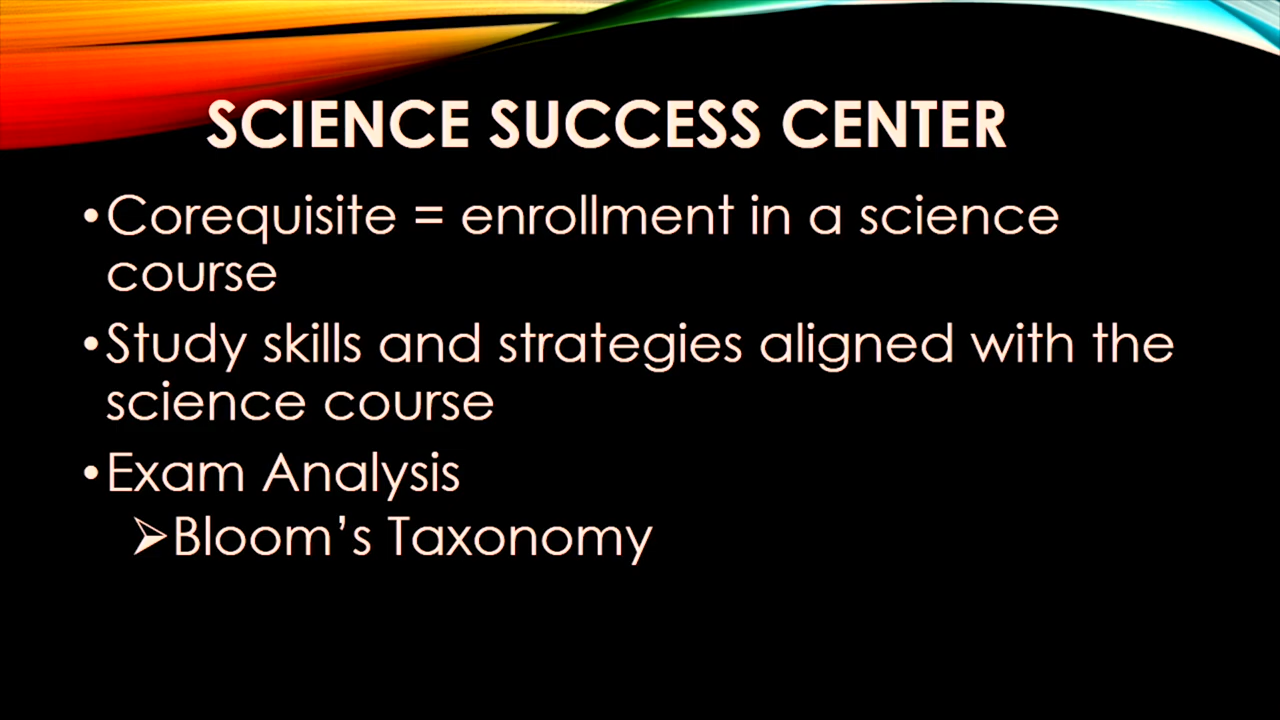 SCIENCE SUCCESS CENTER
•Corequisite = enrollment in a science
course
•Study skills and strategies aligned with the
science course
•Exam Analysis
➢Bloom’s Taxonomy